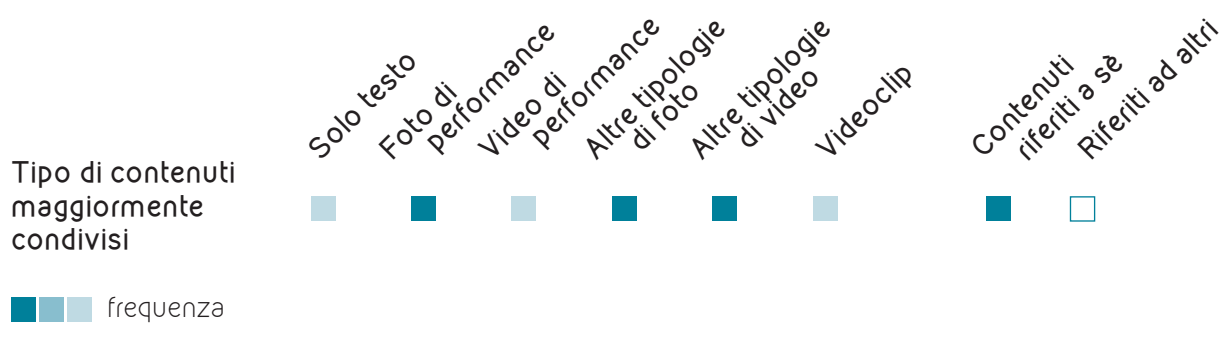 Solo testo
Foto di
performance
Video di
performance
Altre tipologie
di foto
Altre tipologie
di video
Videoclip
Contenuti
riferiti a sè
Riferiti ad altri
Tipo di contenuti
maggiormente
condivisi
frequenza